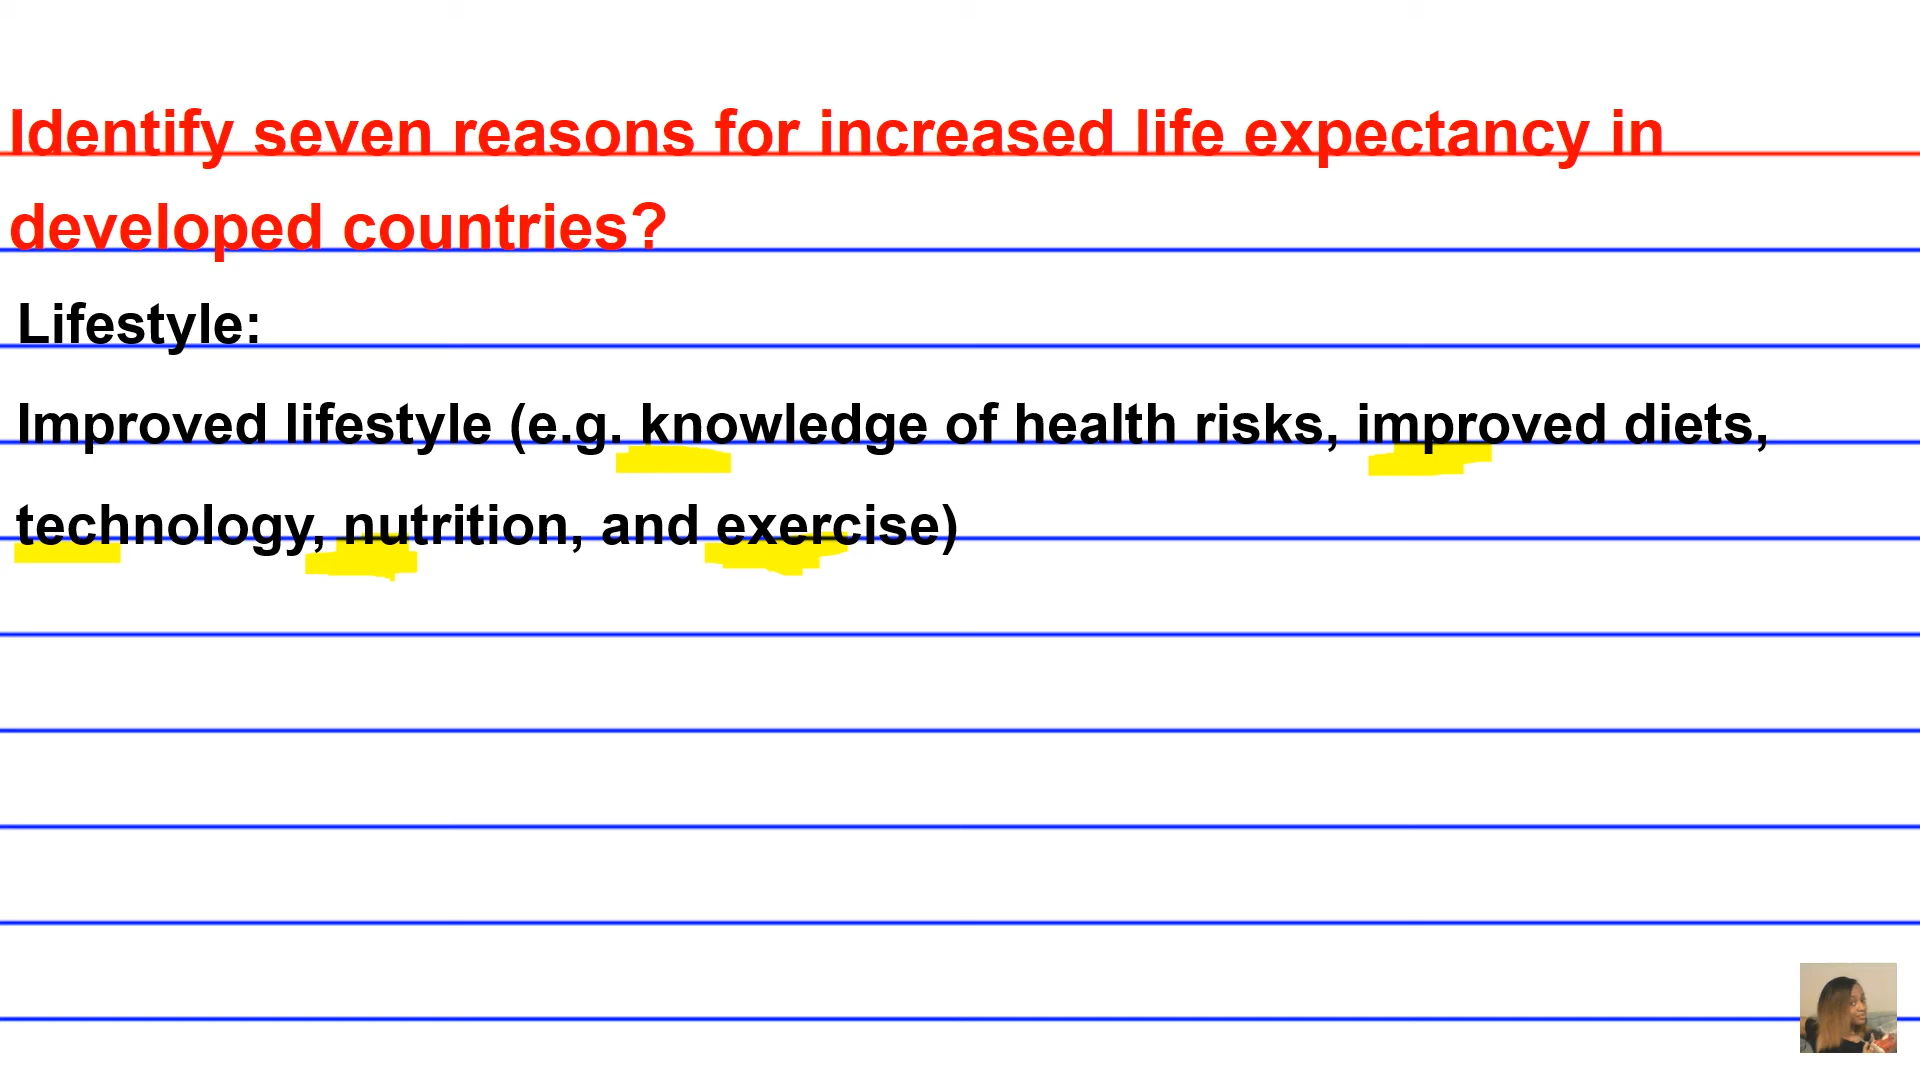 Identify seven reasons for increased life expectancy in
developed countries?
Lifestyle:
Improved lifestyle (e.g. knowledge of health risks, improved diets,
technology, nutrition, and exercise)